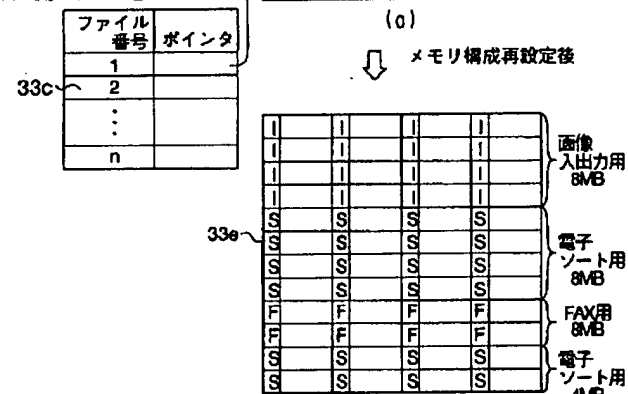 ファイル番号 ポインタ
1
33c 2
⋮
n
(a)
メモリ構成再設定後
33e
I I I I
I I I I
I I I I
I I I I
画像入出力用 8MB
S S S S
S S S S
S S S S
S S S S
電子ソート用 8MB
F F F F
F F F F
FAX用 8MB
S S S S
S S S S
電子ソート用